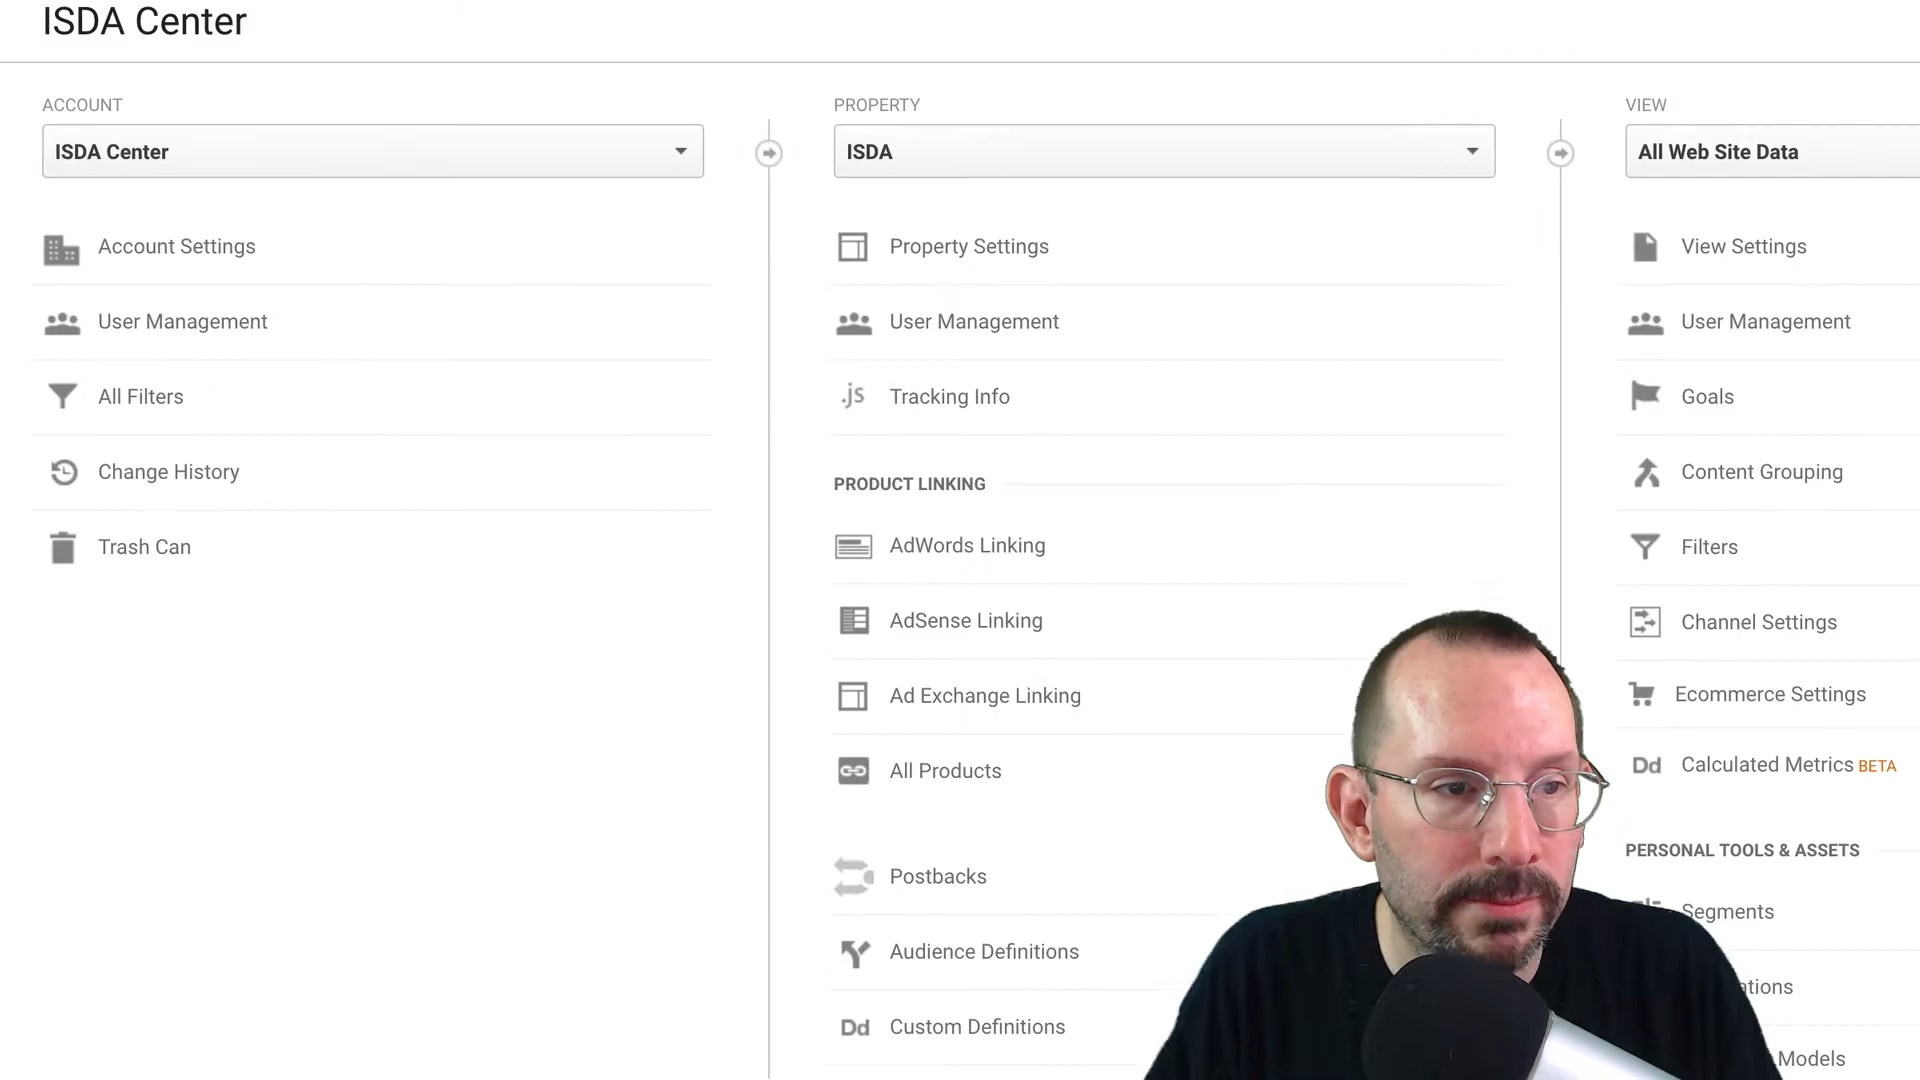 ISDA Center
ACCOUNT
ISDA Center
Account Settings
User Management
All Filters
Change History
Trash Can
PROPERTY
ISDA
Property Settings
User Management
.js Tracking Info
PRODUCT LINKING
AdWords Linking
AdSense Linking
Ad Exchange Linking
All Products
Postbacks
Audience Definitions
Dd Custom Definitions
VIEW
All Web Site Data
View Settings
User Management
Goals
Content Grouping
Filters
Channel Settings
Ecommerce Settings
Dd Calculated Metrics BETA
PERSONAL TOOLS & ASSETS
Segments
ations
Models